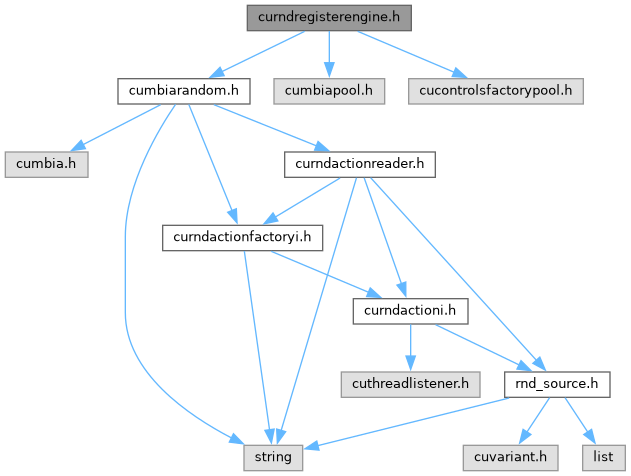 curndregisterengine.h
cumbiarandom.h
cumbiapool.h
cucontrolsfactorypool.h
cumbia.h
curndactionreader.h
curndactionfactoryi.h
curndactioni.h
cuthreadlistener.h
rnd_source.h
string
cuvariant.h
list